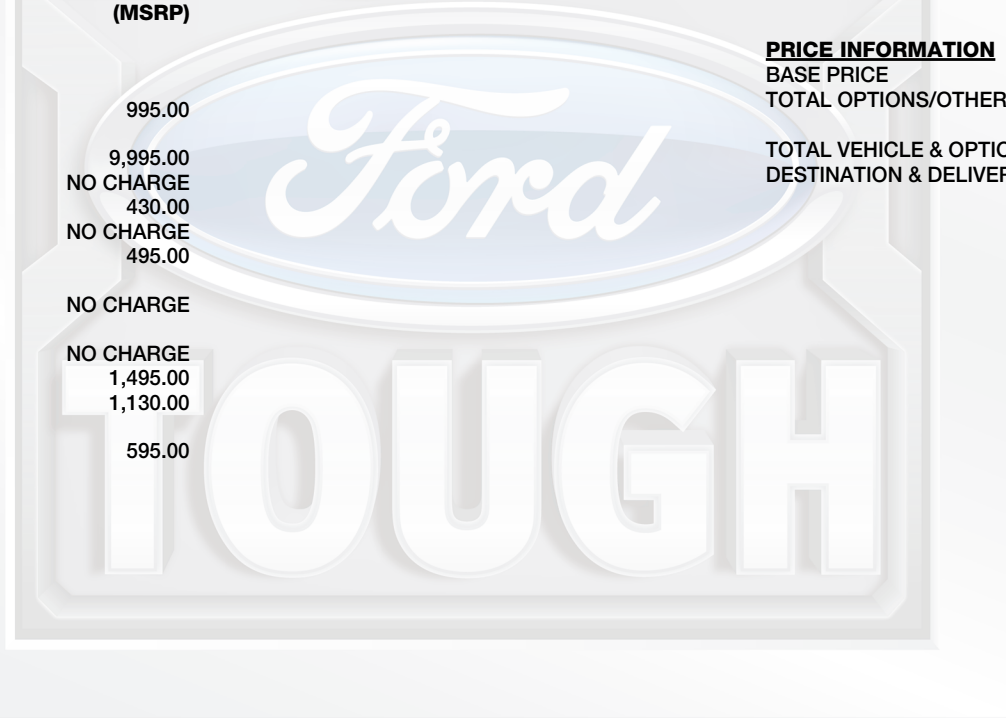 (MSRP)
995.00
9,995.00
NO CHARGE
430.00
NO CHARGE
495.00
NO CHARGE
NO CHARGE
1,495.00
1,130.00
595.00
PRICE INFORMATION
BASE PRICE
TOTAL OPTIONS/OTHER
TOTAL VEHICLE &
DESTINATION &
Ford
TOUGH